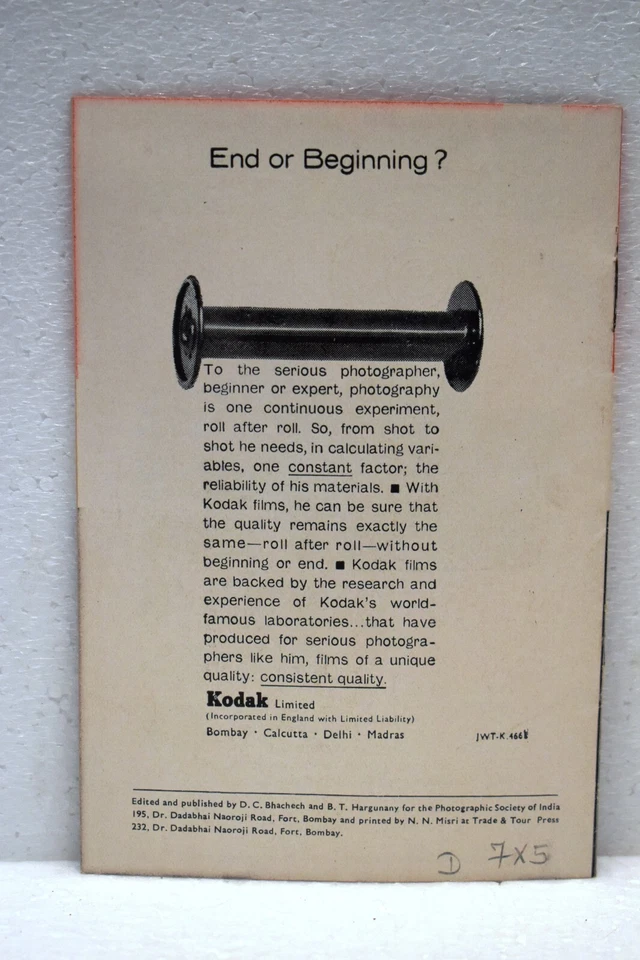 End or Beginning?
To the serious photographer,
beginner or expert, photography
is one continuous experiment,
roll after roll. So, from shot to
shot he needs, in calculating vari-
ables, one constant factor; the
reliability of his materials. ■ With
Kodak films, he can be sure that
the quality remains exactly the
same—roll after roll—without
beginning or end. ■ Kodak films
are backed by the research and
experience of Kodak's world-
famous laboratories...that have
produced for serious photogra-
phers like him, films of a unique
quality: consistent quality.
Kodak Limited
(Incorporated in England with Limited Liability)
Bombay · Calcutta · Delhi · Madras
Edited and published by D. C. Bhachech and B. T. Hargunany for the Photographic Society of India
195, Dr. Dadabhai Naoroji Road, Fort, Bombay and printed by N. N. Misri at Trade & Tour Press
232, Dr. Dadabhai Naoroji Road, Fort, Bombay.
D 7X5